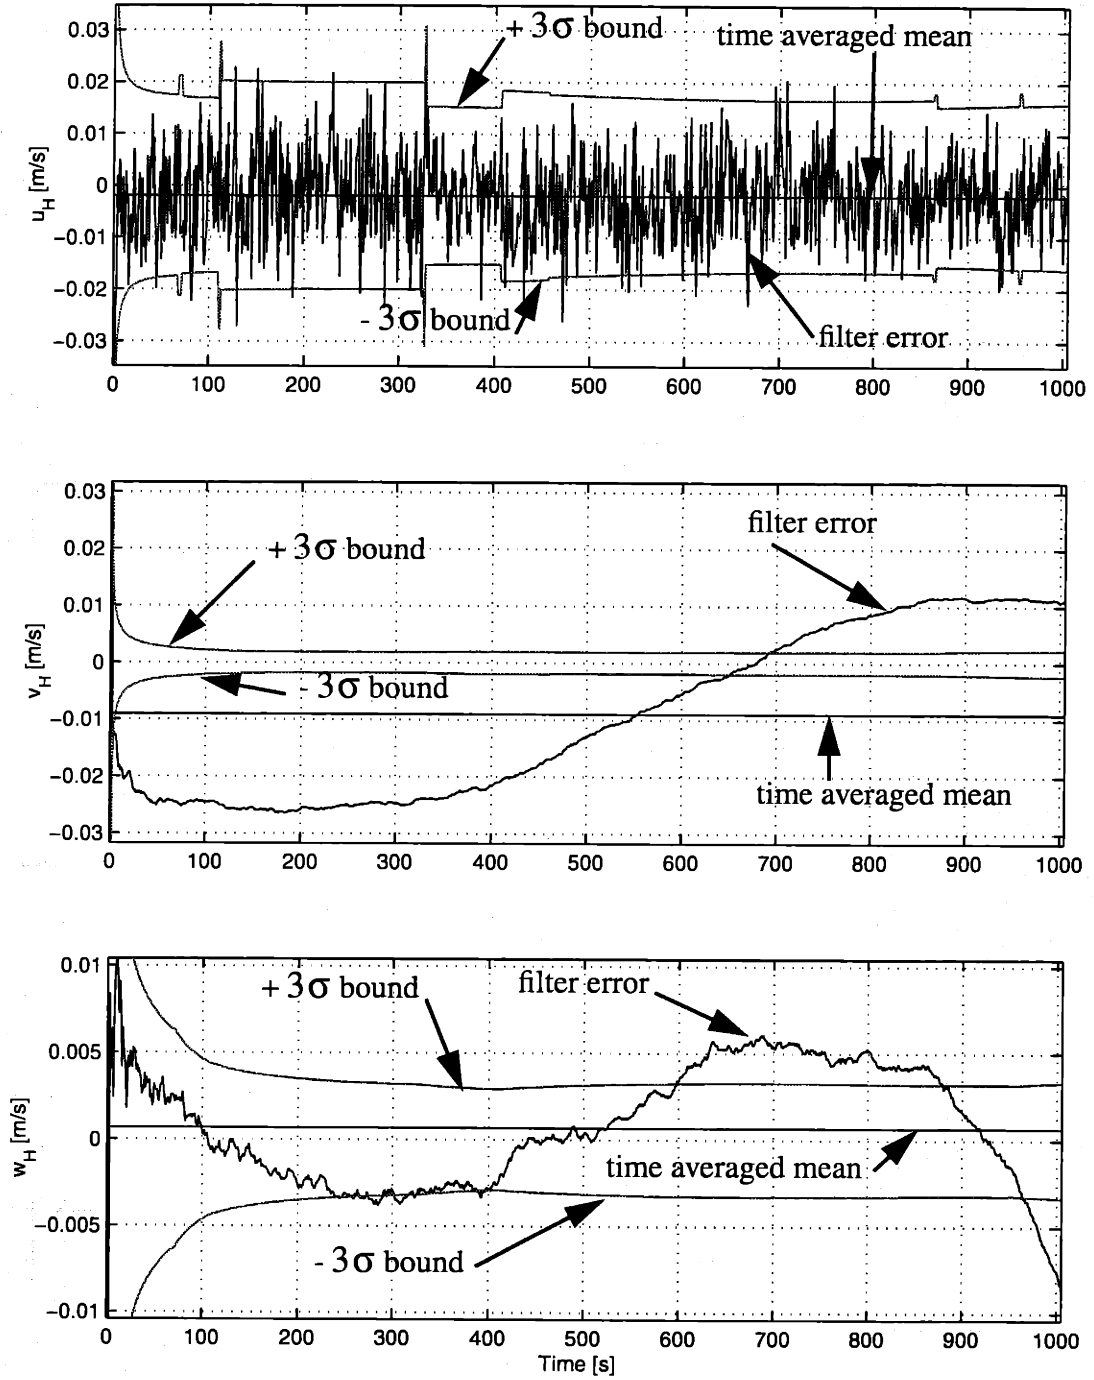 0.03
+ 3σ bound
time averaged mean
0.02
0.01
0
u_H [m/s]
−0.01
−0.02
- 3σ bound
filter error
−0.03
0 100 200 300 400 500 600 700 800 900 1000
0.03
filter error
+ 3σ bound
0.02
0.01
0
v_H [m/s]
- 3σ bound
−0.01
−0.02
time averaged mean
−0.03
0 100 200 300 400 500 600 700 800 900 1000
0.01
+ 3σ bound
filter error
0.005
0
w_H [m/s]
time averaged mean
−0.005
- 3σ bound
−0.01
0 100 200 300 400 500 600 700 800 900 1000
Time [s]